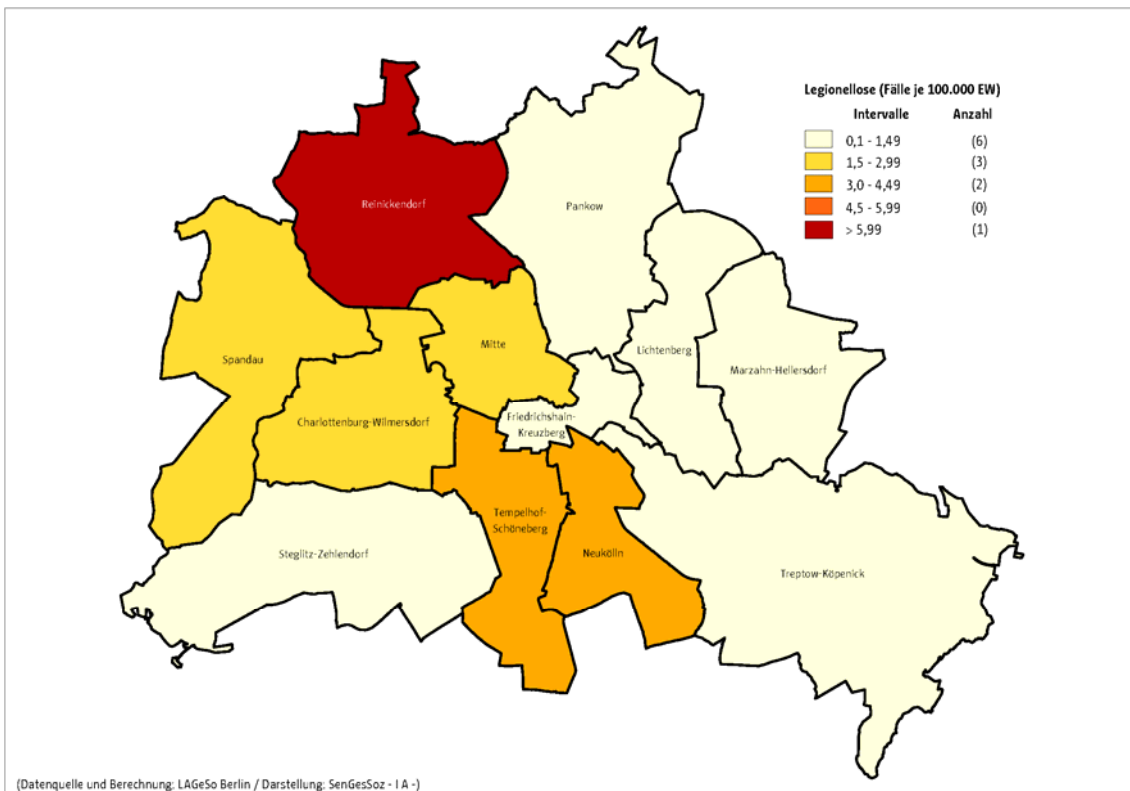 Legionellose (Fälle je 100.000 EW)
Intervalle Anzahl
0,1 - 1,49 (6)
1,5 - 2,99 (3)
3,0 - 4,49 (2)
4,5 - 5,99 (0)
> 5,99 (1)
Reinickendorf
Pankow
Spandau
Mitte
Lichtenberg
Marzahn-Hellersdorf
Charlottenburg-Wilmersdorf
Friedrichshain-
Kreuzberg
Tempelhof-
Schöneberg
Steglitz-Zehlendorf
Neukölln
Treptow-Köpenick
(Datenquelle und Berechnung: LAGeSo Berlin / Darstellung: SenGesSoz - I A -)